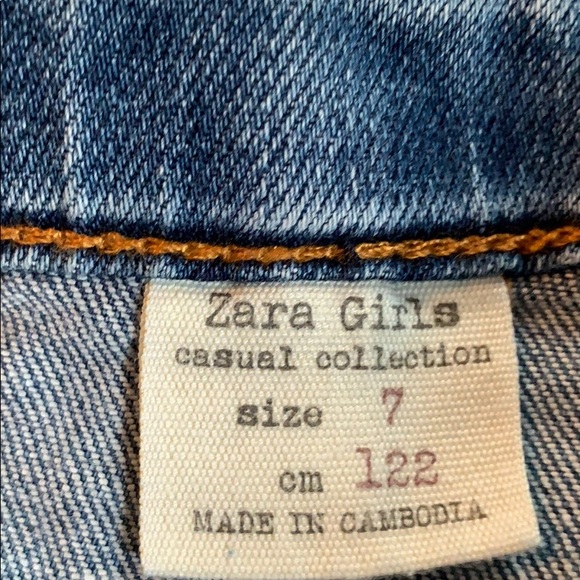 Zara Girls
casual collection
size 7
cm 122
MADE IN CAMBODIA